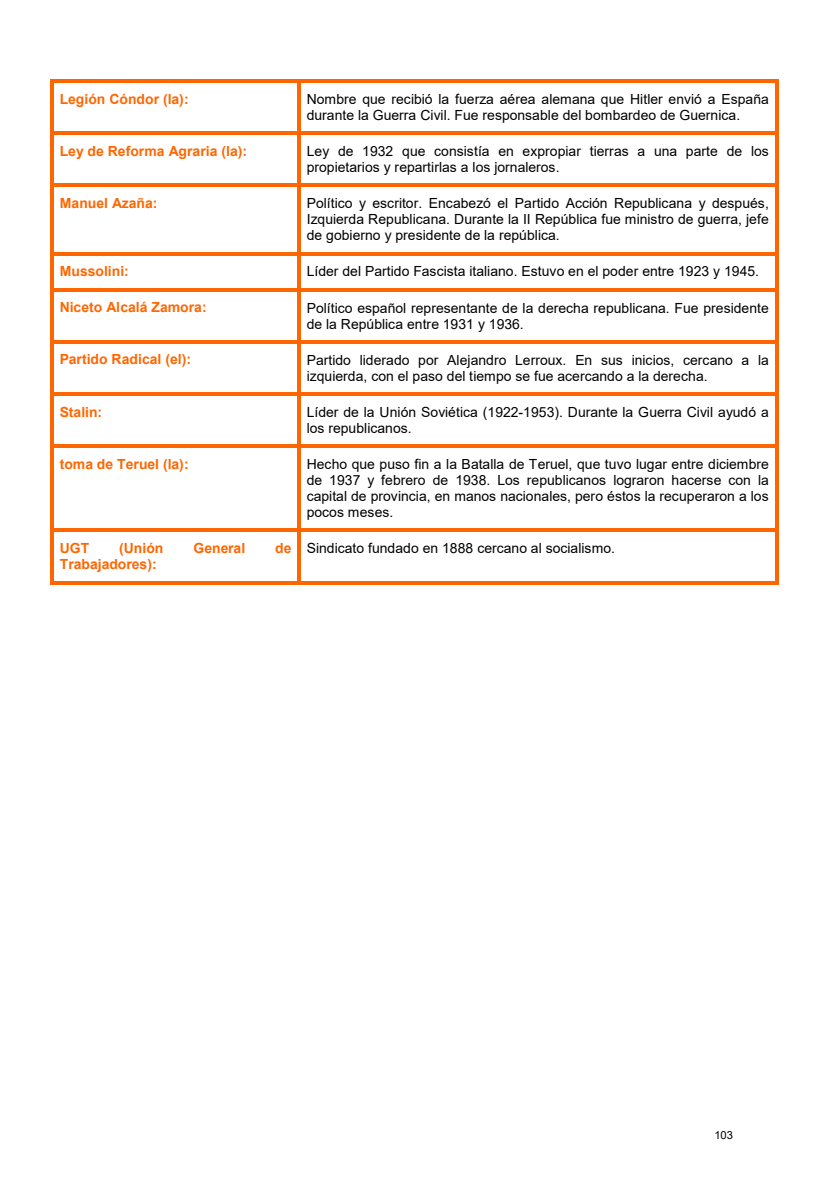 Legión Cóndor (la):
Nombre que recibió la fuerza aérea alemana que Hitler envió a España
durante la Guerra Civil. Fue responsable del bombardeo de Guernica.
Ley de Reforma Agraria (la):
Ley de 1932 que consistía en expropiar tierras a una parte de los
propietarios y repartirlas a los jornaleros.
Manuel Azaña:
Político y escritor. Encabezó el Partido Acción Republicana y después,
Izquierda Republicana. Durante la II República fue ministro de guerra, jefe
de gobierno y presidente de la república.
Mussolini:
Líder del Partido Fascista italiano. Estuvo en el poder entre 1923 y 1945.
Niceto Alcalá Zamora:
Político español representante de la derecha republicana. Fue presidente
de la República entre 1931 y 1936.
Partido Radical (el):
Partido liderado por Alejandro Lerroux. En sus inicios, cercano a la
izquierda, con el paso del tiempo se fue acercando a la derecha.
Stalin:
Líder de la Unión Soviética (1922-1953). Durante la Guerra Civil ayudó a
los republicanos.
toma de Teruel (la):
Hecho que puso fin a la Batalla de Teruel, que tuvo lugar entre diciembre
de 1937 y febrero de 1938. Los republicanos lograron hacerse con la
capital de provincia, en manos nacionales, pero éstos la recuperaron a los
pocos meses.
UGT (Unión General de
Trabajadores):
Sindicato fundado en 1888 cercano al socialismo.
103